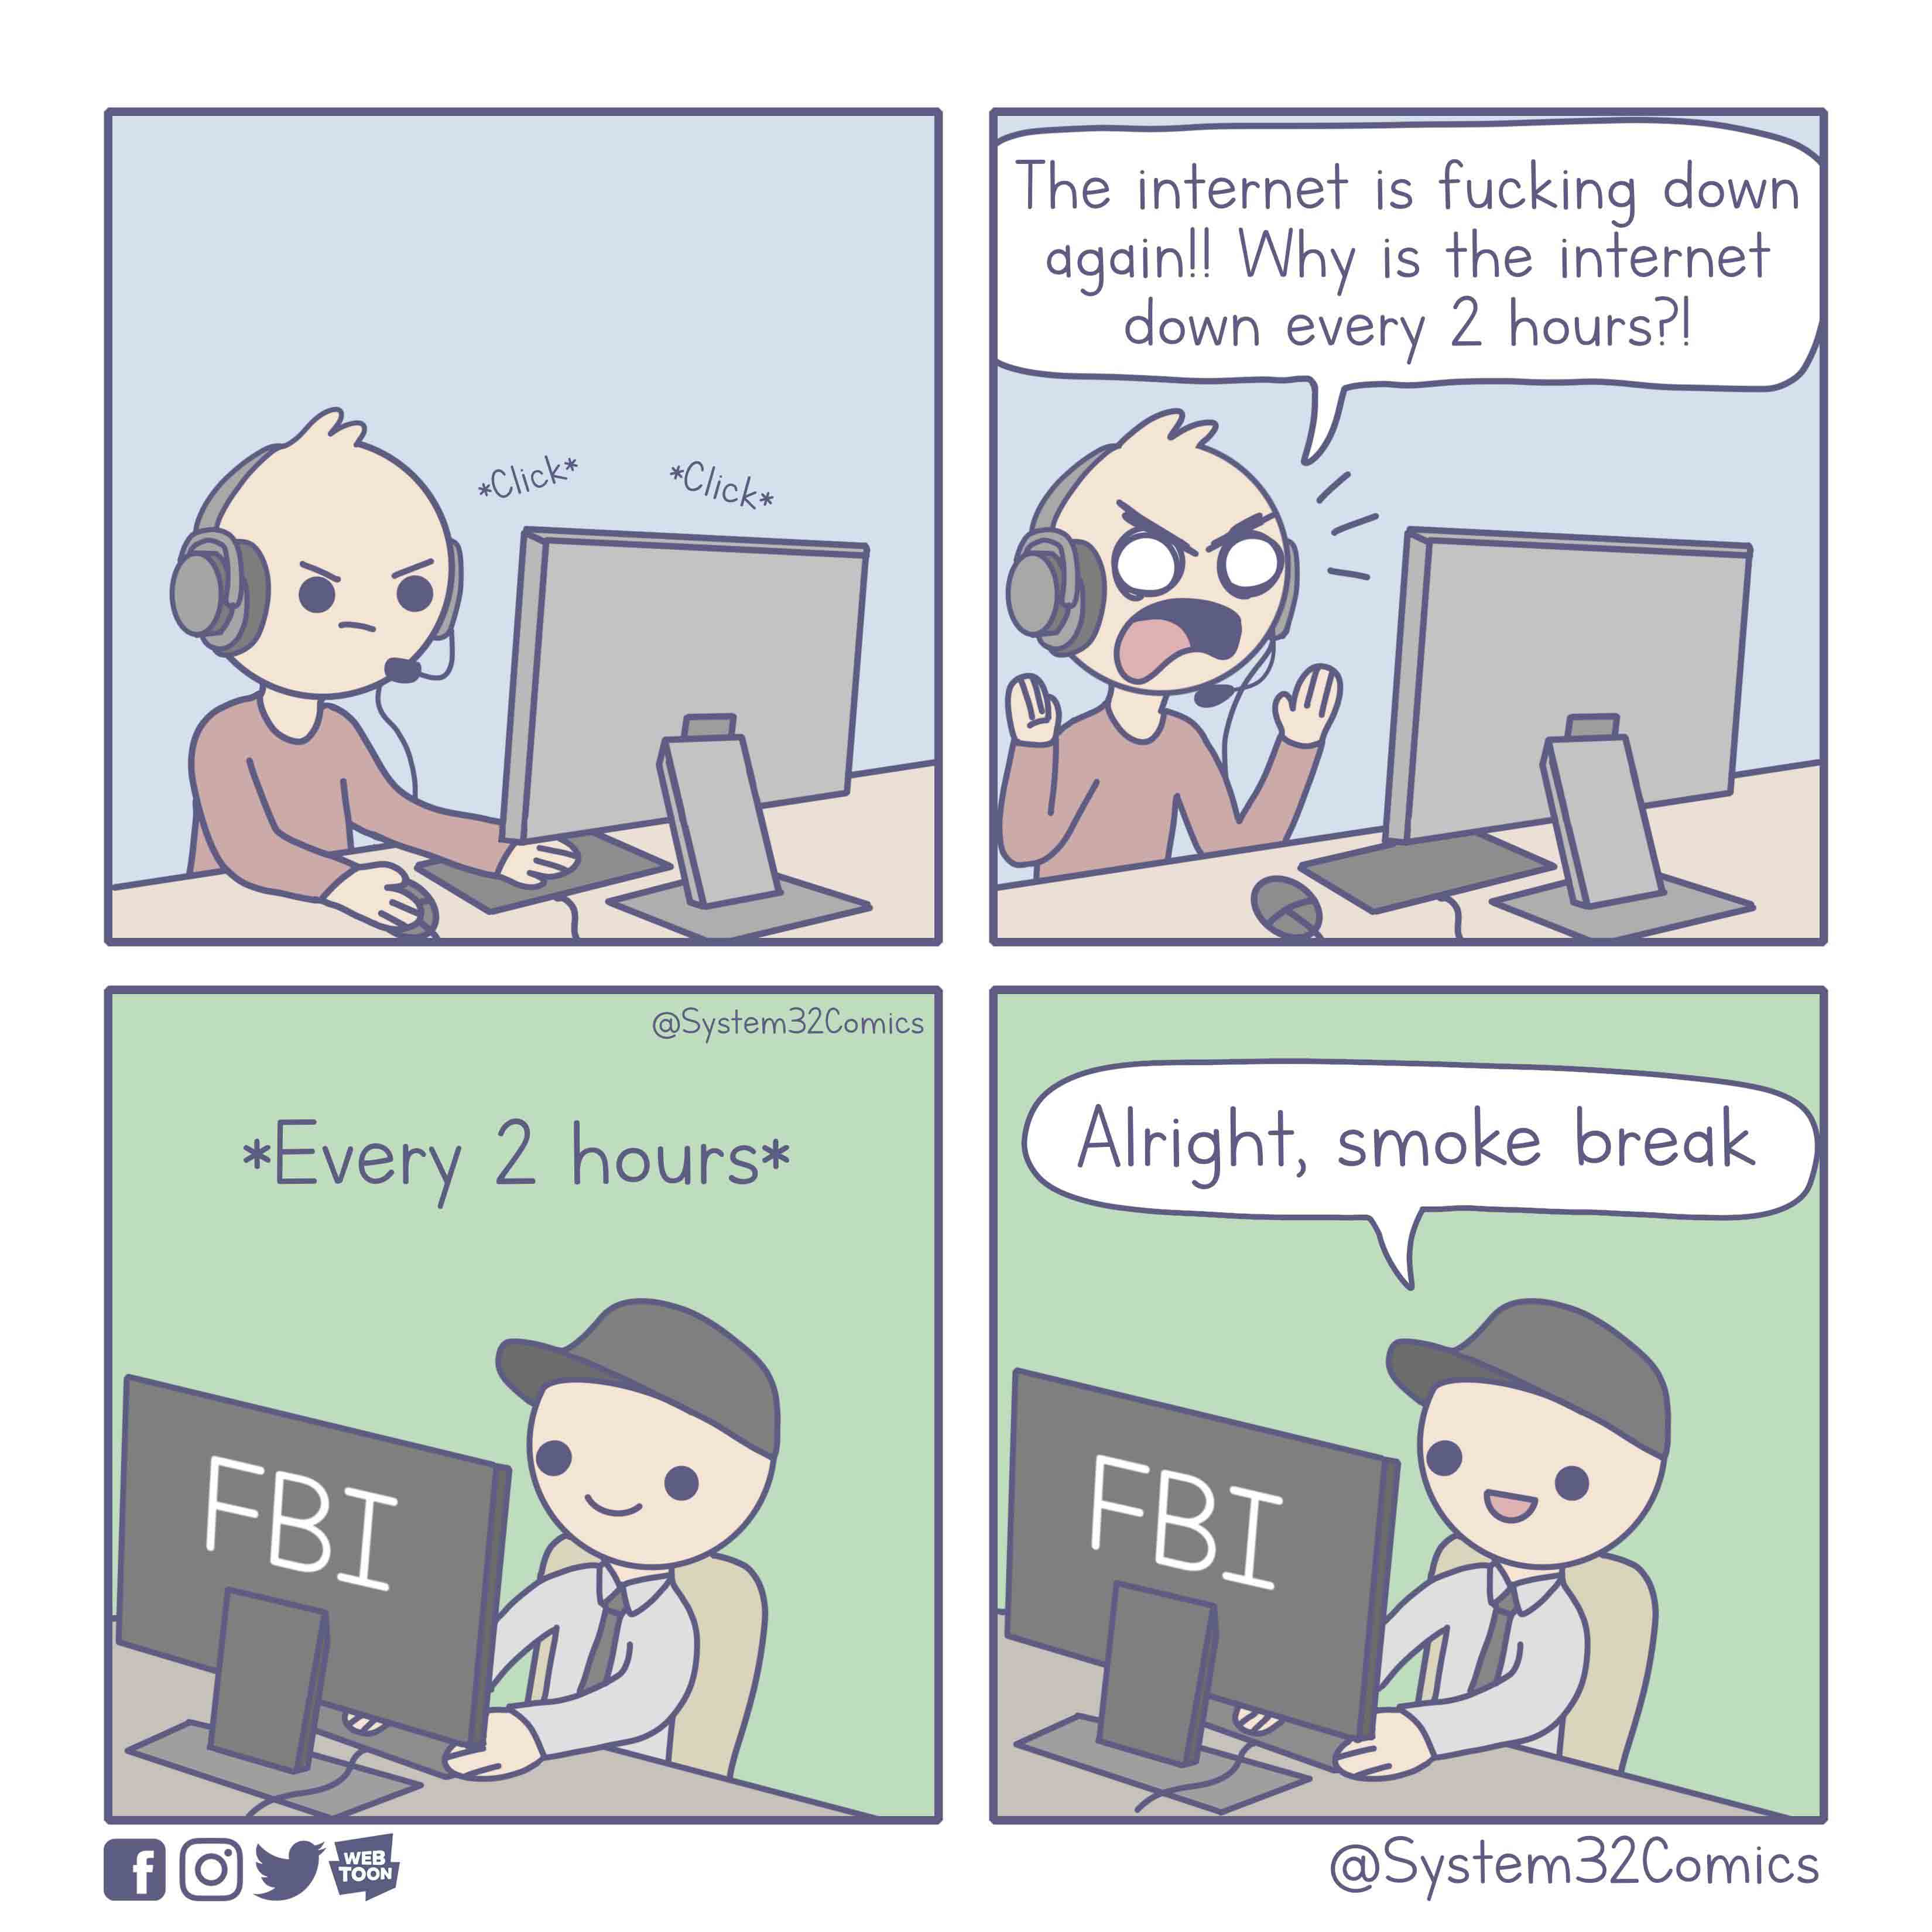 *Click*
*Click*
The internet is fucking down
again!! Why is the internet
down every 2 hours?!
@System32Comics
*Every 2 hours*
FBI
Alright, smoke break
FBI
f
WEB
TOON
@System32Comics